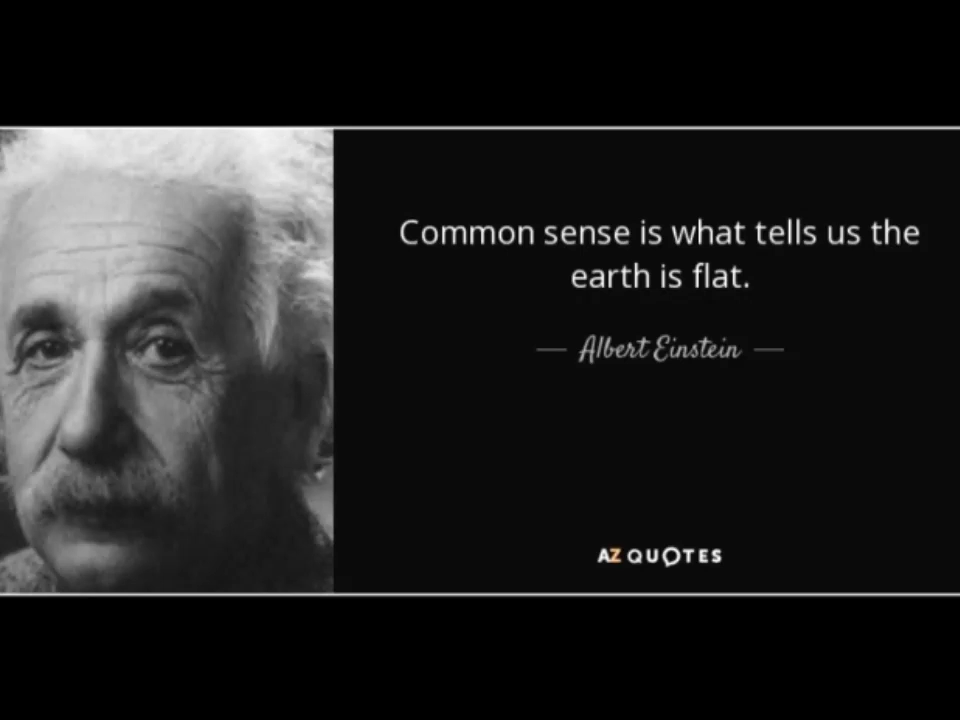 Common sense is what tells us the
earth is flat.
— Albert Einstein —
AZ QUOTES